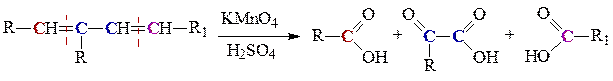 KMnO₄ O O O O
R—CH=C—CH=CH—R₁ C + C—C + C
R H₂SO₄ R OH R OH HO R₁